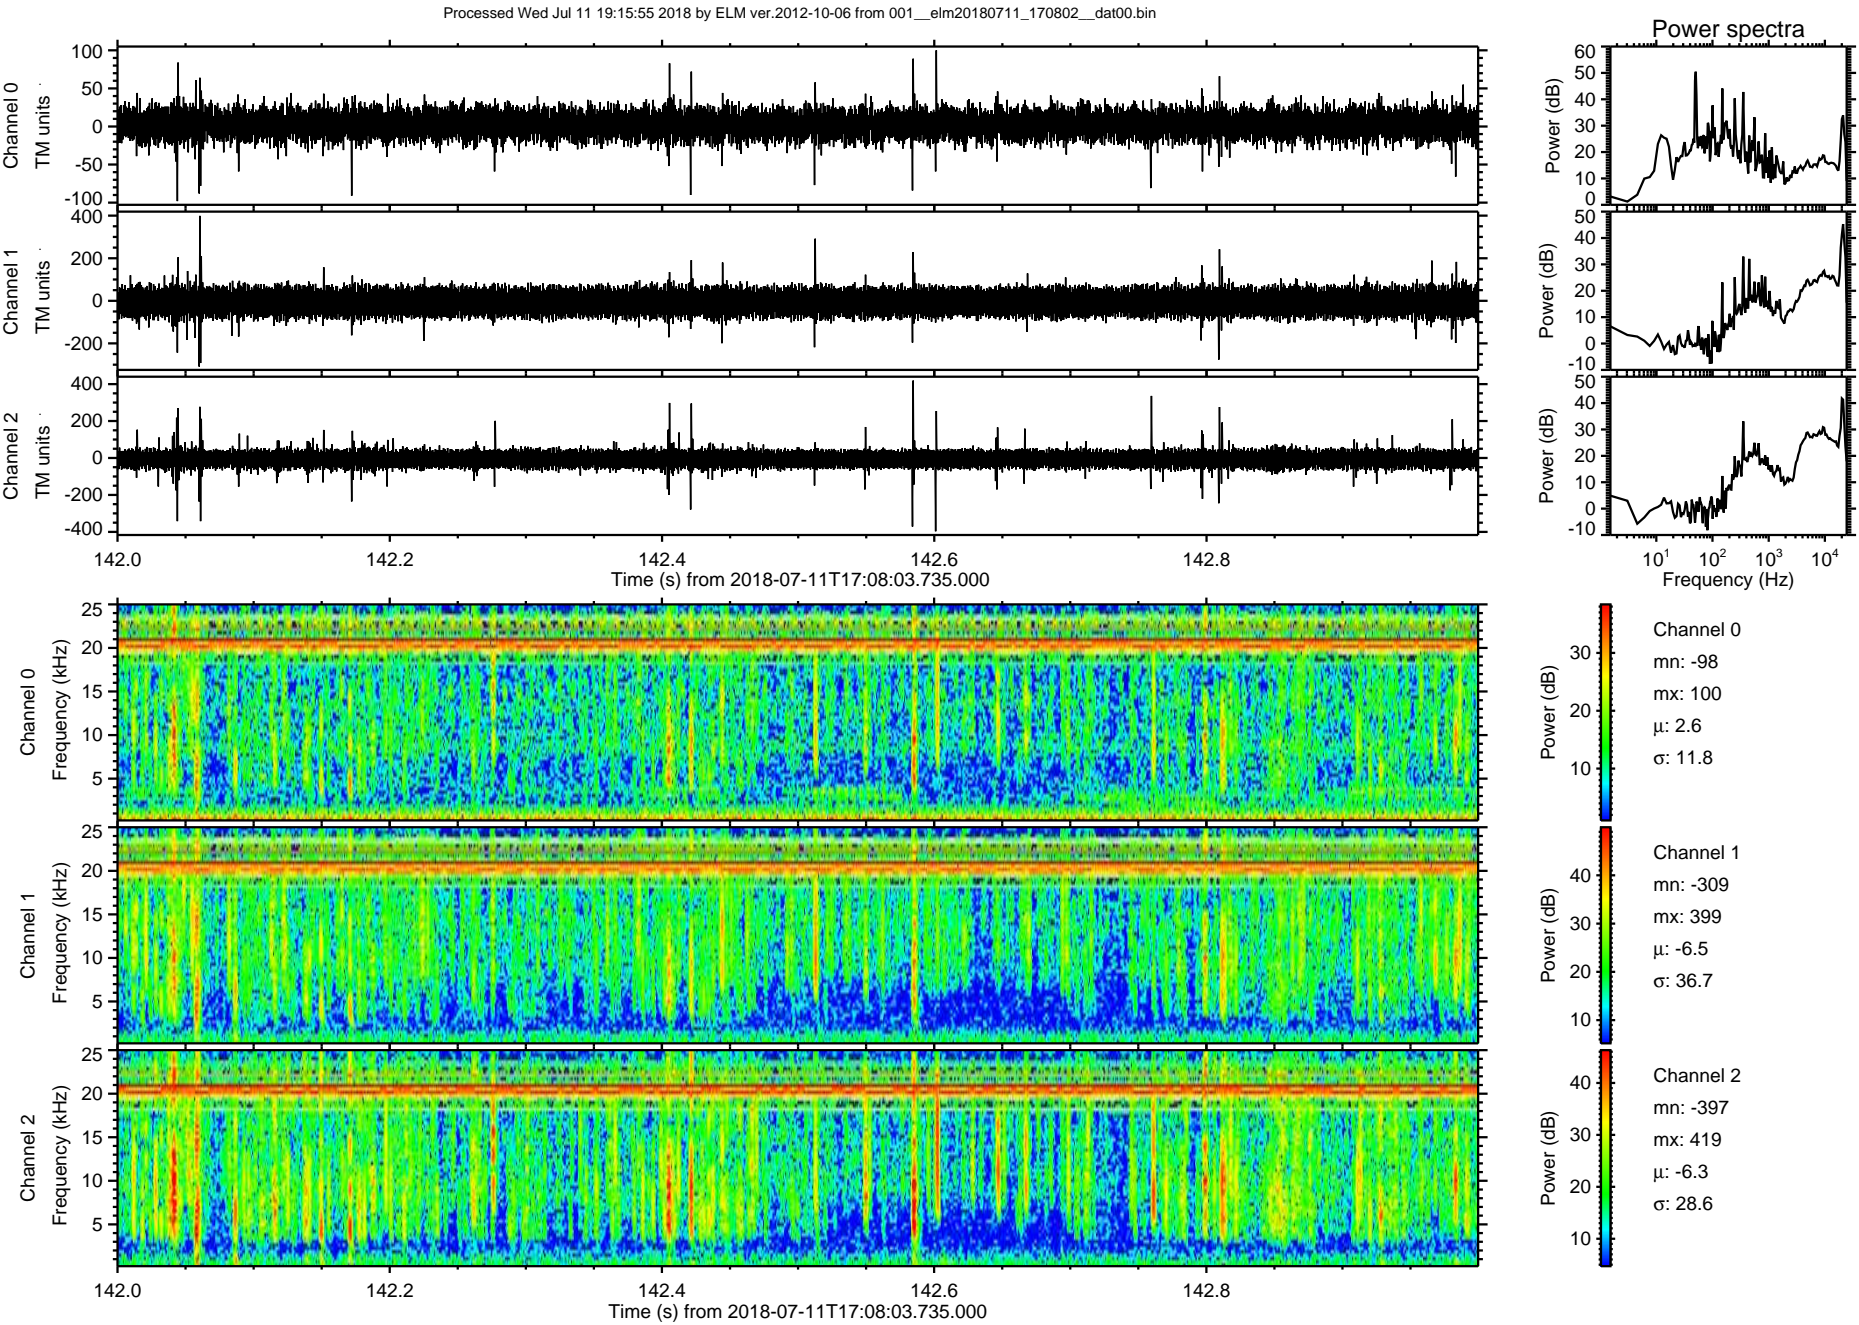 Processed Wed Jul 11 19:15:55 2018 by ELM ver.2012-10-06 from 001__elm20180711_170802__dat00.bin
Power spectra
Channel 0
TM units
100
50
0
-50
-100
Power (dB)
60
50
40
30
20
10
0
Channel 1
TM units
400
200
0
-200
Power (dB)
50
40
30
20
10
0
-10
Channel 2
TM units
400
200
0
-200
-400
Power (dB)
50
40
30
20
10
0
-10
142.0 142.2 142.4 142.6 142.8
Time (s) from 2018-07-11T17:08:03.735.000
10¹ 10² 10³ 10⁴
Frequency (Hz)
Channel 0
Frequency (kHz)
25
20
15
10
5
Power (dB)
30
20
10
Channel 0
mn: -98
mx: 100
μ: 2.6
σ: 11.8
Channel 1
Frequency (kHz)
25
20
15
10
5
Power (dB)
40
30
20
10
Channel 1
mn: -309
mx: 399
μ: -6.5
σ: 36.7
Channel 2
Frequency (kHz)
25
20
15
10
5
Power (dB)
40
30
20
10
Channel 2
mn: -397
mx: 419
μ: -6.3
σ: 28.6
142.0 142.2 142.4 142.6 142.8
Time (s) from 2018-07-11T17:08:03.735.000